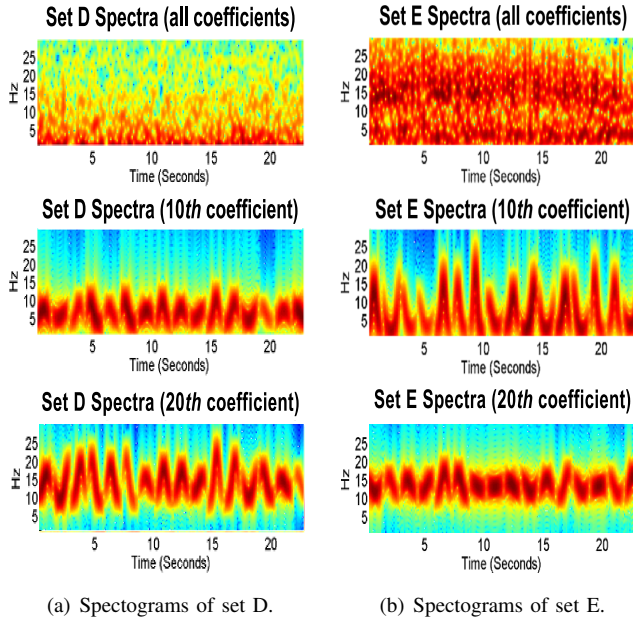 Set D Spectra (all coefficients)
Hz
25
20
15
10
5
5 10 15 20
Time (Seconds)
Set E Spectra (all coefficients)
Hz
25
20
15
10
5
5 10 15 20
Time (Seconds)
Set D Spectra (10th coefficient)
Hz
25
20
15
10
5
5 10 15 20
Time (Seconds)
Set E Spectra (10th coefficient)
Hz
25
20
15
10
5
5 10 15 20
Time (Seconds)
Set D Spectra (20th coefficient)
Hz
25
20
15
10
5
5 10 15 20
Time (Seconds)
Set E Spectra (20th coefficient)
Hz
25
20
15
10
5
5 10 15 20
Time (Seconds)
(a) Spectograms of set D.
(b) Spectograms of set E.